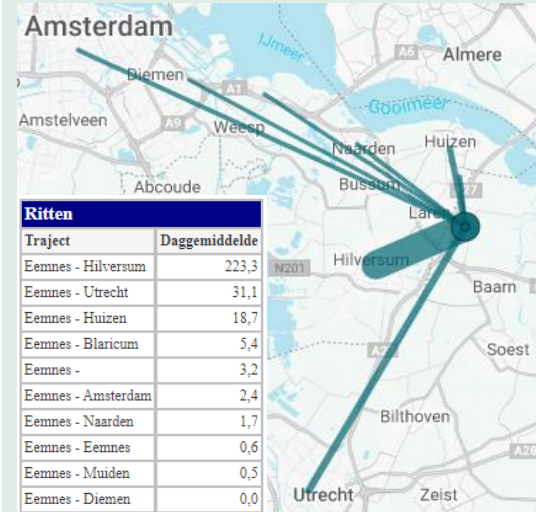 Amsterdam
IJmeer
A6
Almere
Diemen
A1
Gooimeer
Amstelveen
A9
Weesp
Naarden
Huizen
Abcoude
Bussum
27
Laren
Hilversum
N201
Baarn
Soest
Bilthoven
A28
Utrecht
Zeist
Ritten
Traject Daggemiddelde
Eemnes - Hilversum 223,3
Eemnes - Utrecht 31,1
Eemnes - Huizen 18,7
Eemnes - Blaricum 5,4
Eemnes - 3,2
Eemnes - Amsterdam 2,4
Eemnes - Naarden 1,7
Eemnes - Eemnes 0,6
Eemnes - Muiden 0,5
Eemnes - Diemen 0,0